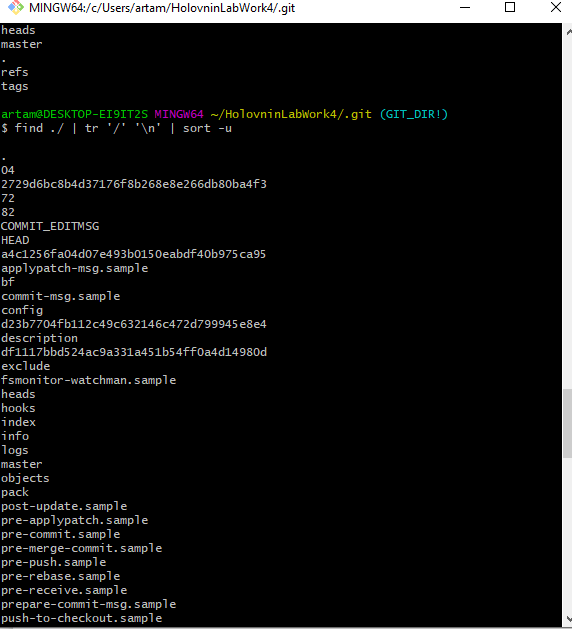 MINGW64:/c/Users/artam/HolovninLabWork4/.git
heads
master
.
refs
tags
artam@DESKTOP-EI9IT2S MINGW64 ~/HolovninLabWork4/.git (GIT_DIR!)
$ find ./ | tr '/' '\n' | sort -u
.
04
2729d6bc8b4d37176f8b268e8e266db80ba4f3
72
82
COMMIT_EDITMSG
HEAD
a4c1256fa04d07e493b0150eabdf40b975ca95
applypatch-msg.sample
bf
commit-msg.sample
config
d23b7704fb112c49c632146c472d799945e8e4
description
df1117bbd524ac9a331a451b54ff0a4d14980d
exclude
fsmonitor-watchman.sample
heads
hooks
index
info
logs
master
objects
pack
post-update.sample
pre-applypatch.sample
pre-commit.sample
pre-merge-commit.sample
pre-push.sample
pre-rebase.sample
pre-receive.sample
prepare-commit-msg.sample
push-to-checkout.sample